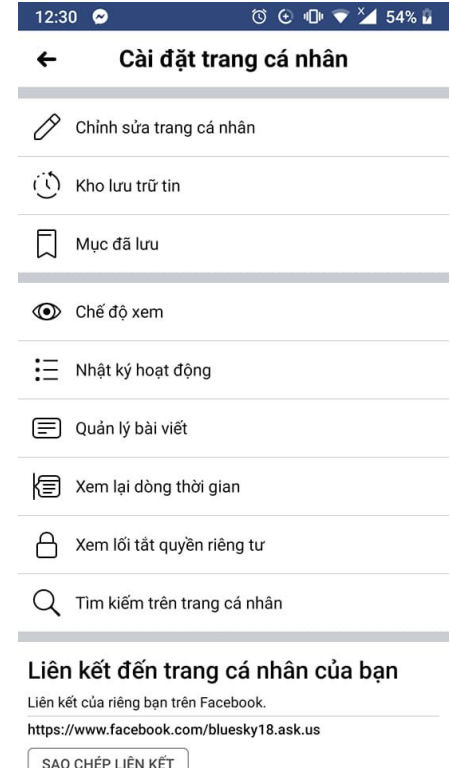 12:30 54%
Cài đặt trang cá nhân
Chỉnh sửa trang cá nhân
Kho lưu trữ tin
Mục đã lưu
Chế độ xem
Nhật ký hoạt động
Quản lý bài viết
Xem lại dòng thời gian
Xem lối tắt quyền riêng tư
Tìm kiếm trên trang cá nhân
Liên kết đến trang cá nhân của bạn
Liên kết của riêng bạn trên Facebook.
https://www.facebook.com/bluesky18.ask.us
SAO CHÉP LIÊN KẾT